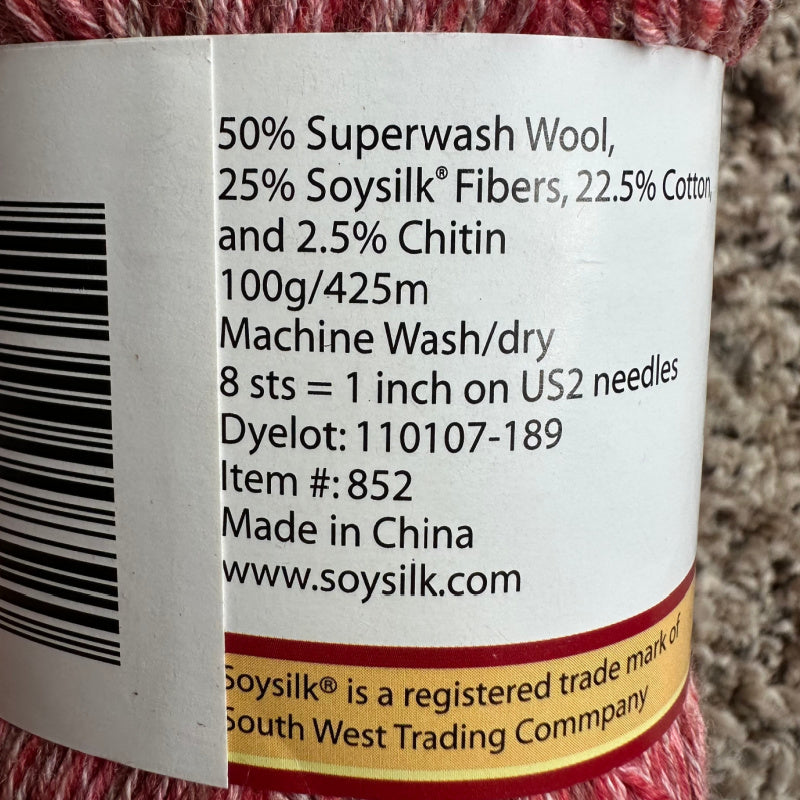 50% Superwash Wool,
25% Soysilk® Fibers, 22.5% Cotton,
and 2.5% Chitin
100g/425m
Machine Wash/dry
8 sts = 1 inch on US2 needles
Dyelot: 110107-189
Item #: 852
Made in China
www.soysilk.com
Soysilk® is a registered trade mark of
South West Trading Commpany